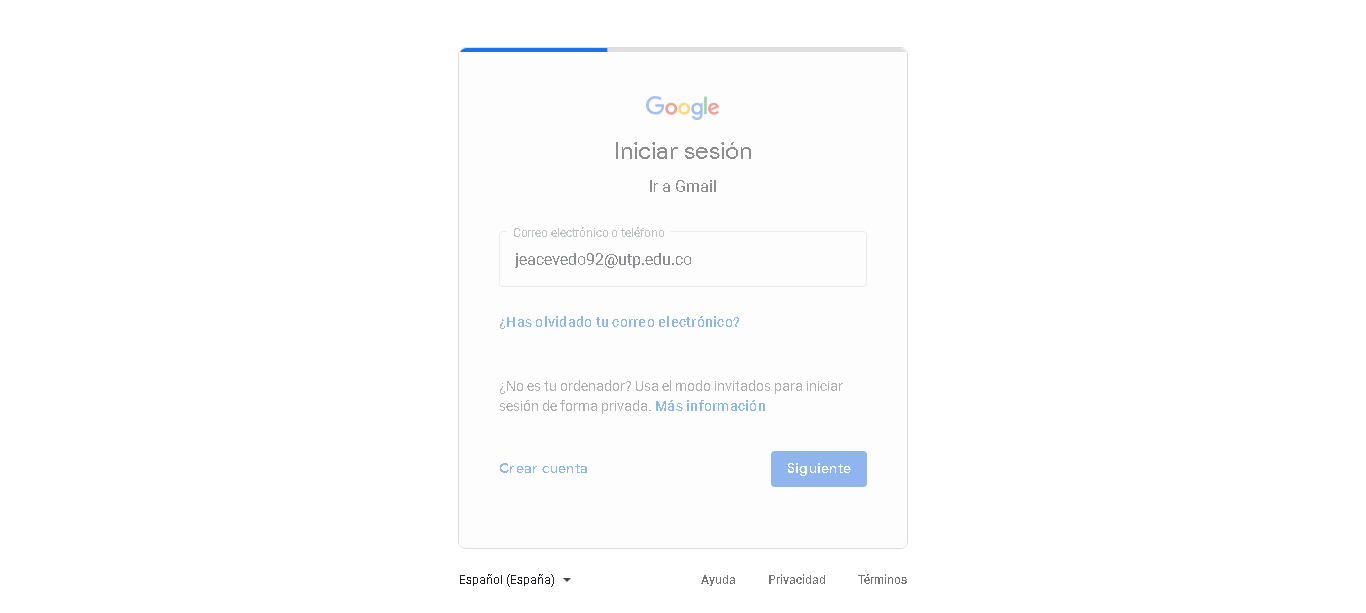 Google
Iniciar sesión
Ir a Gmail
Correo electrónico o teléfono
jeacevedo92@utp.edu.co
¿Has olvidado tu correo electrónico?
¿No es tu ordenador? Usa el modo invitados para iniciar
sesión de forma privada. Más información
Crear cuenta
Siguiente
Español (España)
Ayuda
Privacidad
Términos